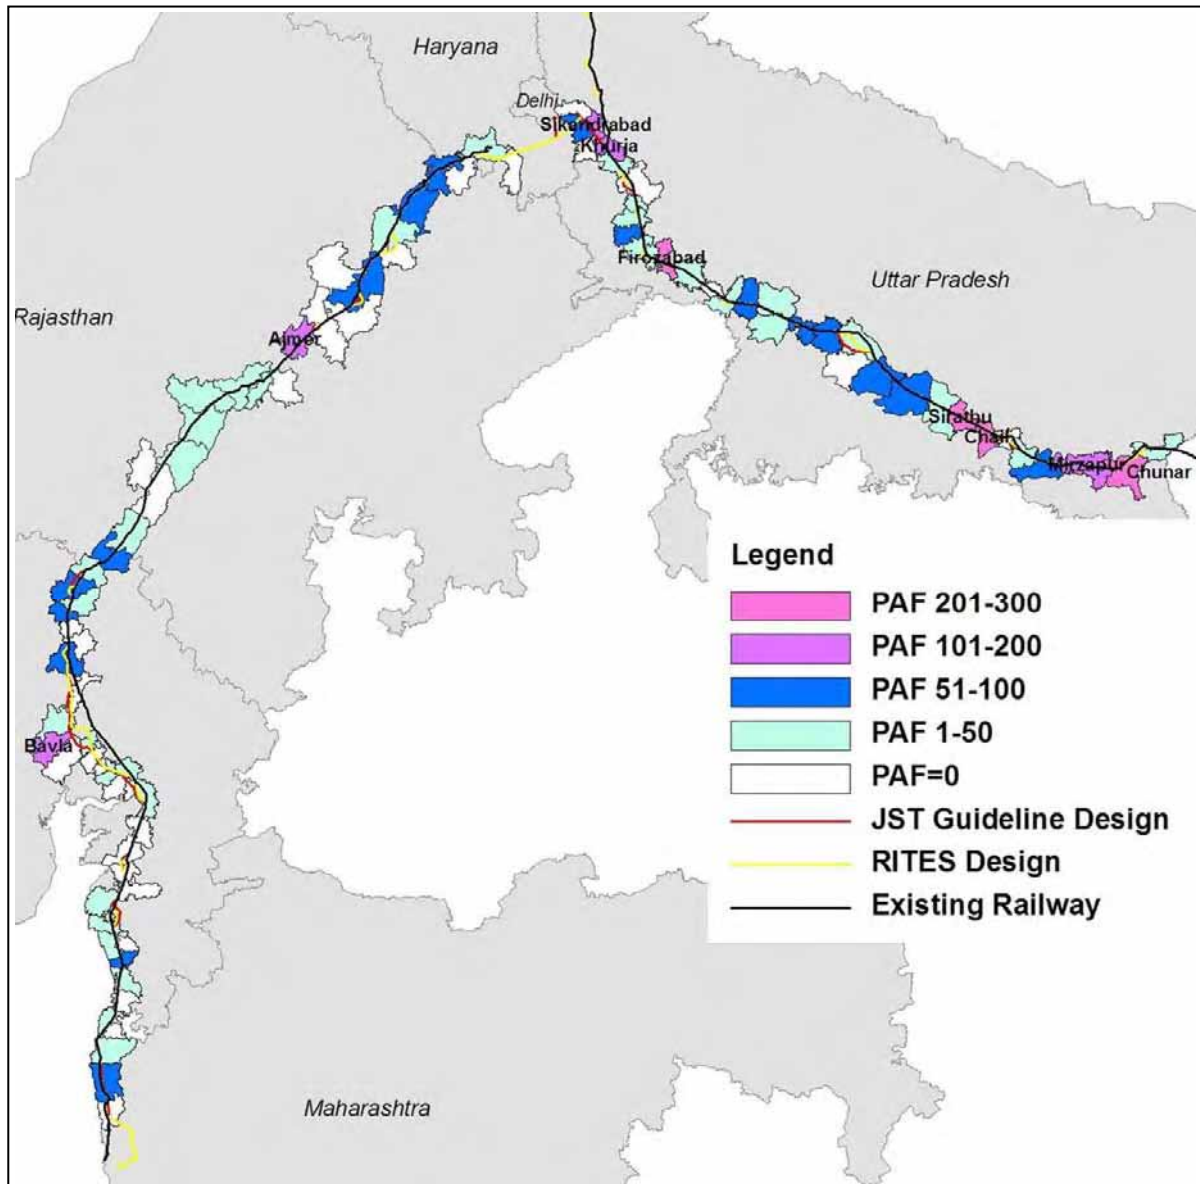 Haryana
Delhi
Sikandrabad
Khurja
Firozabad
Uttar Pradesh
Rajasthan
Ajmer
Sirathu
Chail
Mirzapur
Chunar
Legend
PAF 201-300
PAF 101-200
PAF 51-100
Bavla
PAF 1-50
PAF=0
JST Guideline Design
RITES Design
Existing Railway
Maharashtra